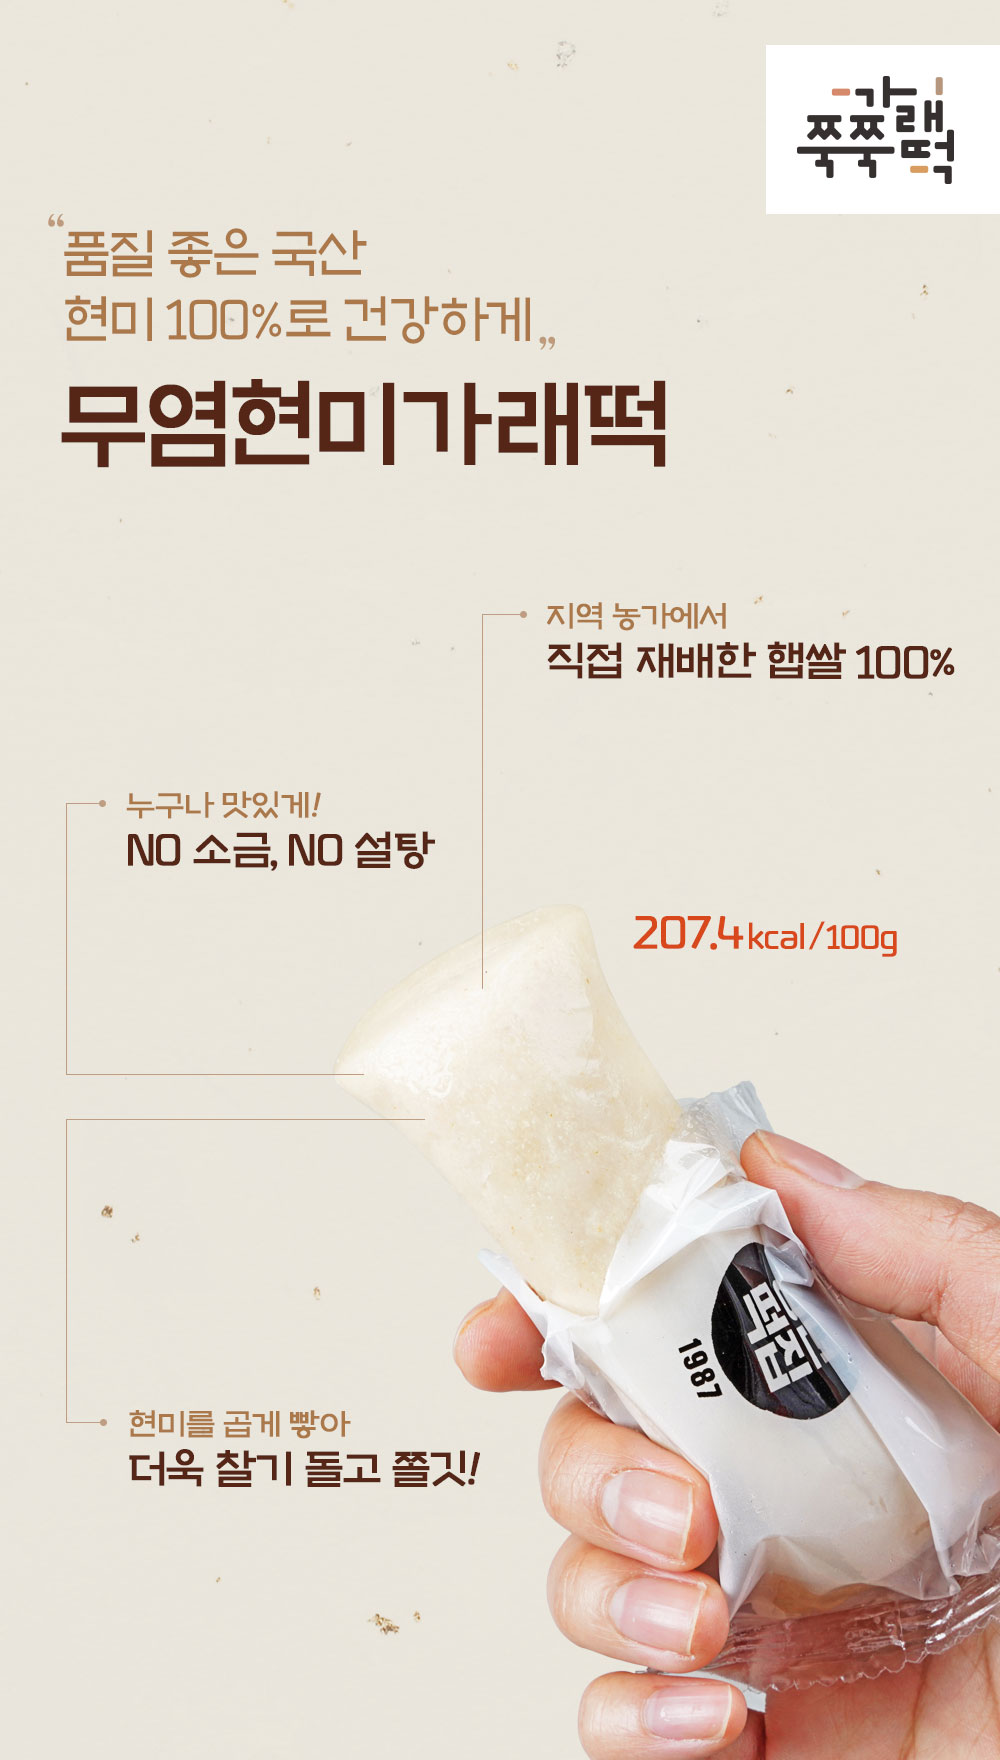 쭉쭉가래떡
“품질 좋은 국산
현미 100%로 건강하게”
무염현미가래떡
지역 농가에서
직접 재배한 햅쌀 100%
누구나 맛있게!
NO 소금, NO 설탕
207.4kcal/100g
떡집
1987
현미를 곱게 빻아
더욱 찰기 돌고 쫄깃!